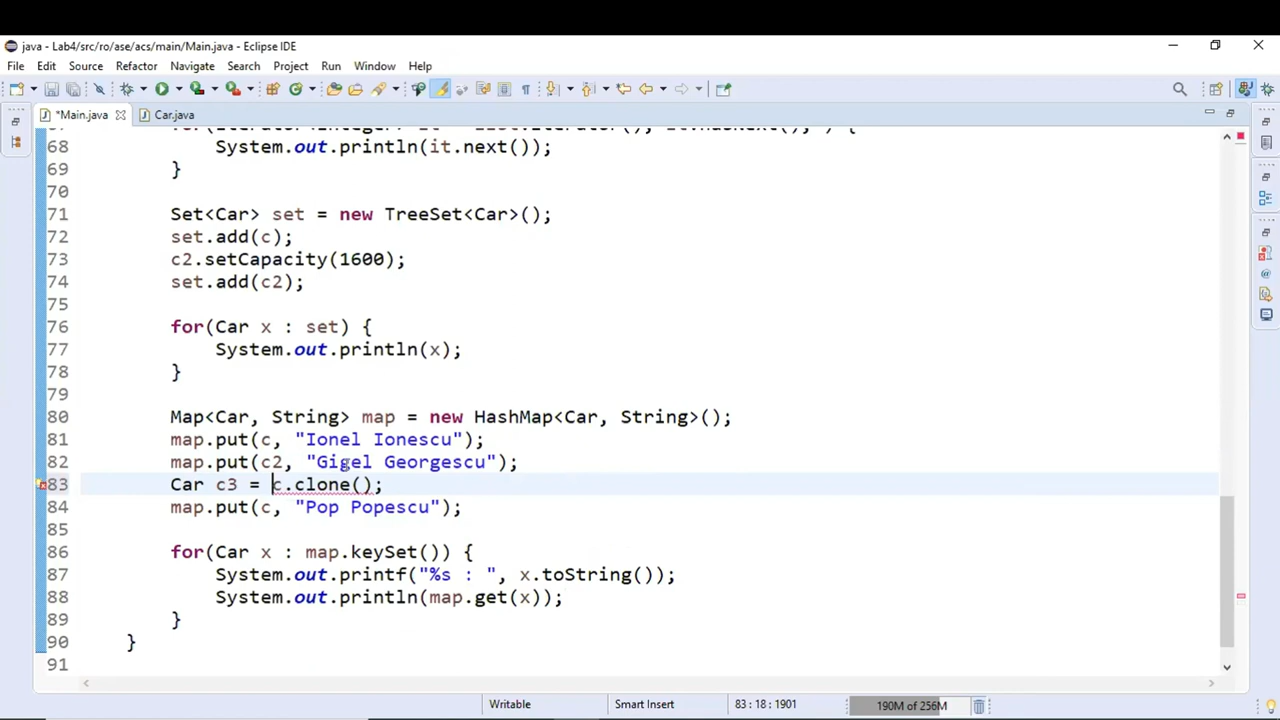 java - Lab4/src/ro/ase/acs/main/Main.java - Eclipse IDE
File Edit Source Refactor Navigate Search Project Run Window Help
*Main.java Car.java
68 System.out.println(it.next());
69 }
70
71 Set<Car> set = new TreeSet<Car>();
72 set.add(c);
73 c2.setCapacity(1600);
74 set.add(c2);
75
76 for(Car x : set) {
77 System.out.println(x);
78 }
79
80 Map<Car, String> map = new HashMap<Car, String>();
81 map.put(c, "Ionel Ionescu");
82 map.put(c2, "Gigel Georgescu");
83 Car c3 = c.clone();
84 map.put(c, "Pop Popescu");
85
86 for(Car x : map.keySet()) {
87 System.out.printf("%s : ", x.toString());
88 System.out.println(map.get(x));
89 }
90 }
91
Writable Smart Insert 83 : 18 : 1901 190M of 256M